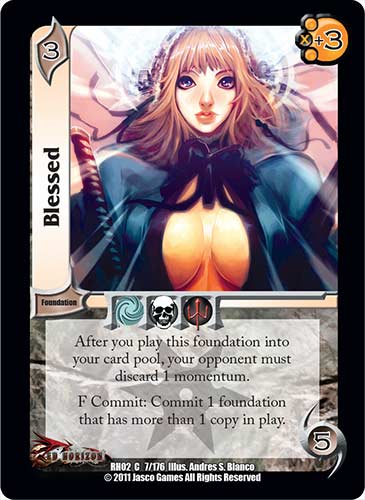 3
+3
Blessed
Foundation
After you play this foundation into
your card pool, your opponent must
discard 1 momentum.
F Commit: Commit 1 foundation
that has more than 1 copy in play.
RED HORIZON
5
RH02 C 7/176 Illus. Andres S. Blanco
© 2011 Jasco Games All Rights Reserved